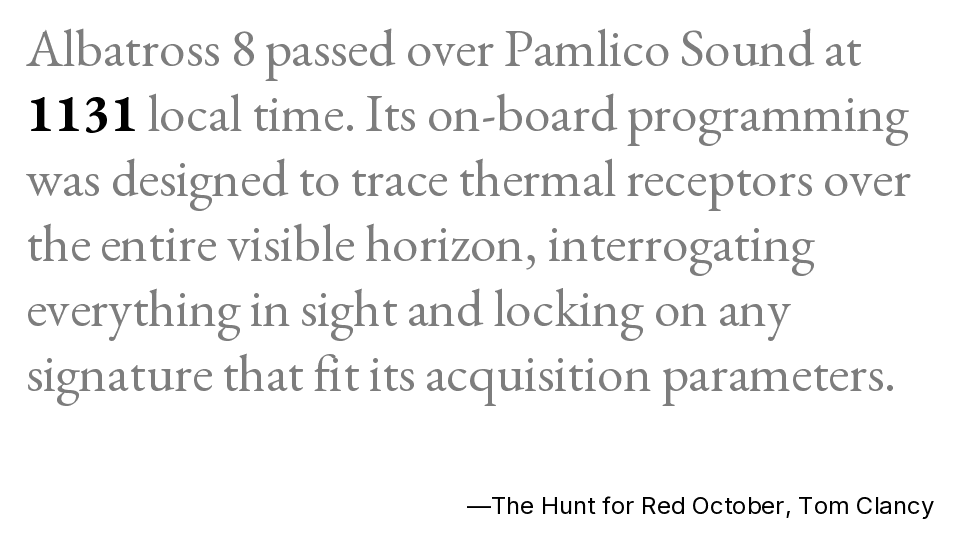 Albatross 8 passed over Pamlico Sound at
1131 local time. Its on-board programming
was designed to trace thermal receptors over
the entire visible horizon, interrogating
everything in sight and locking on any
signature that fit its acquisition parameters.
—The Hunt for Red October, Tom Clancy